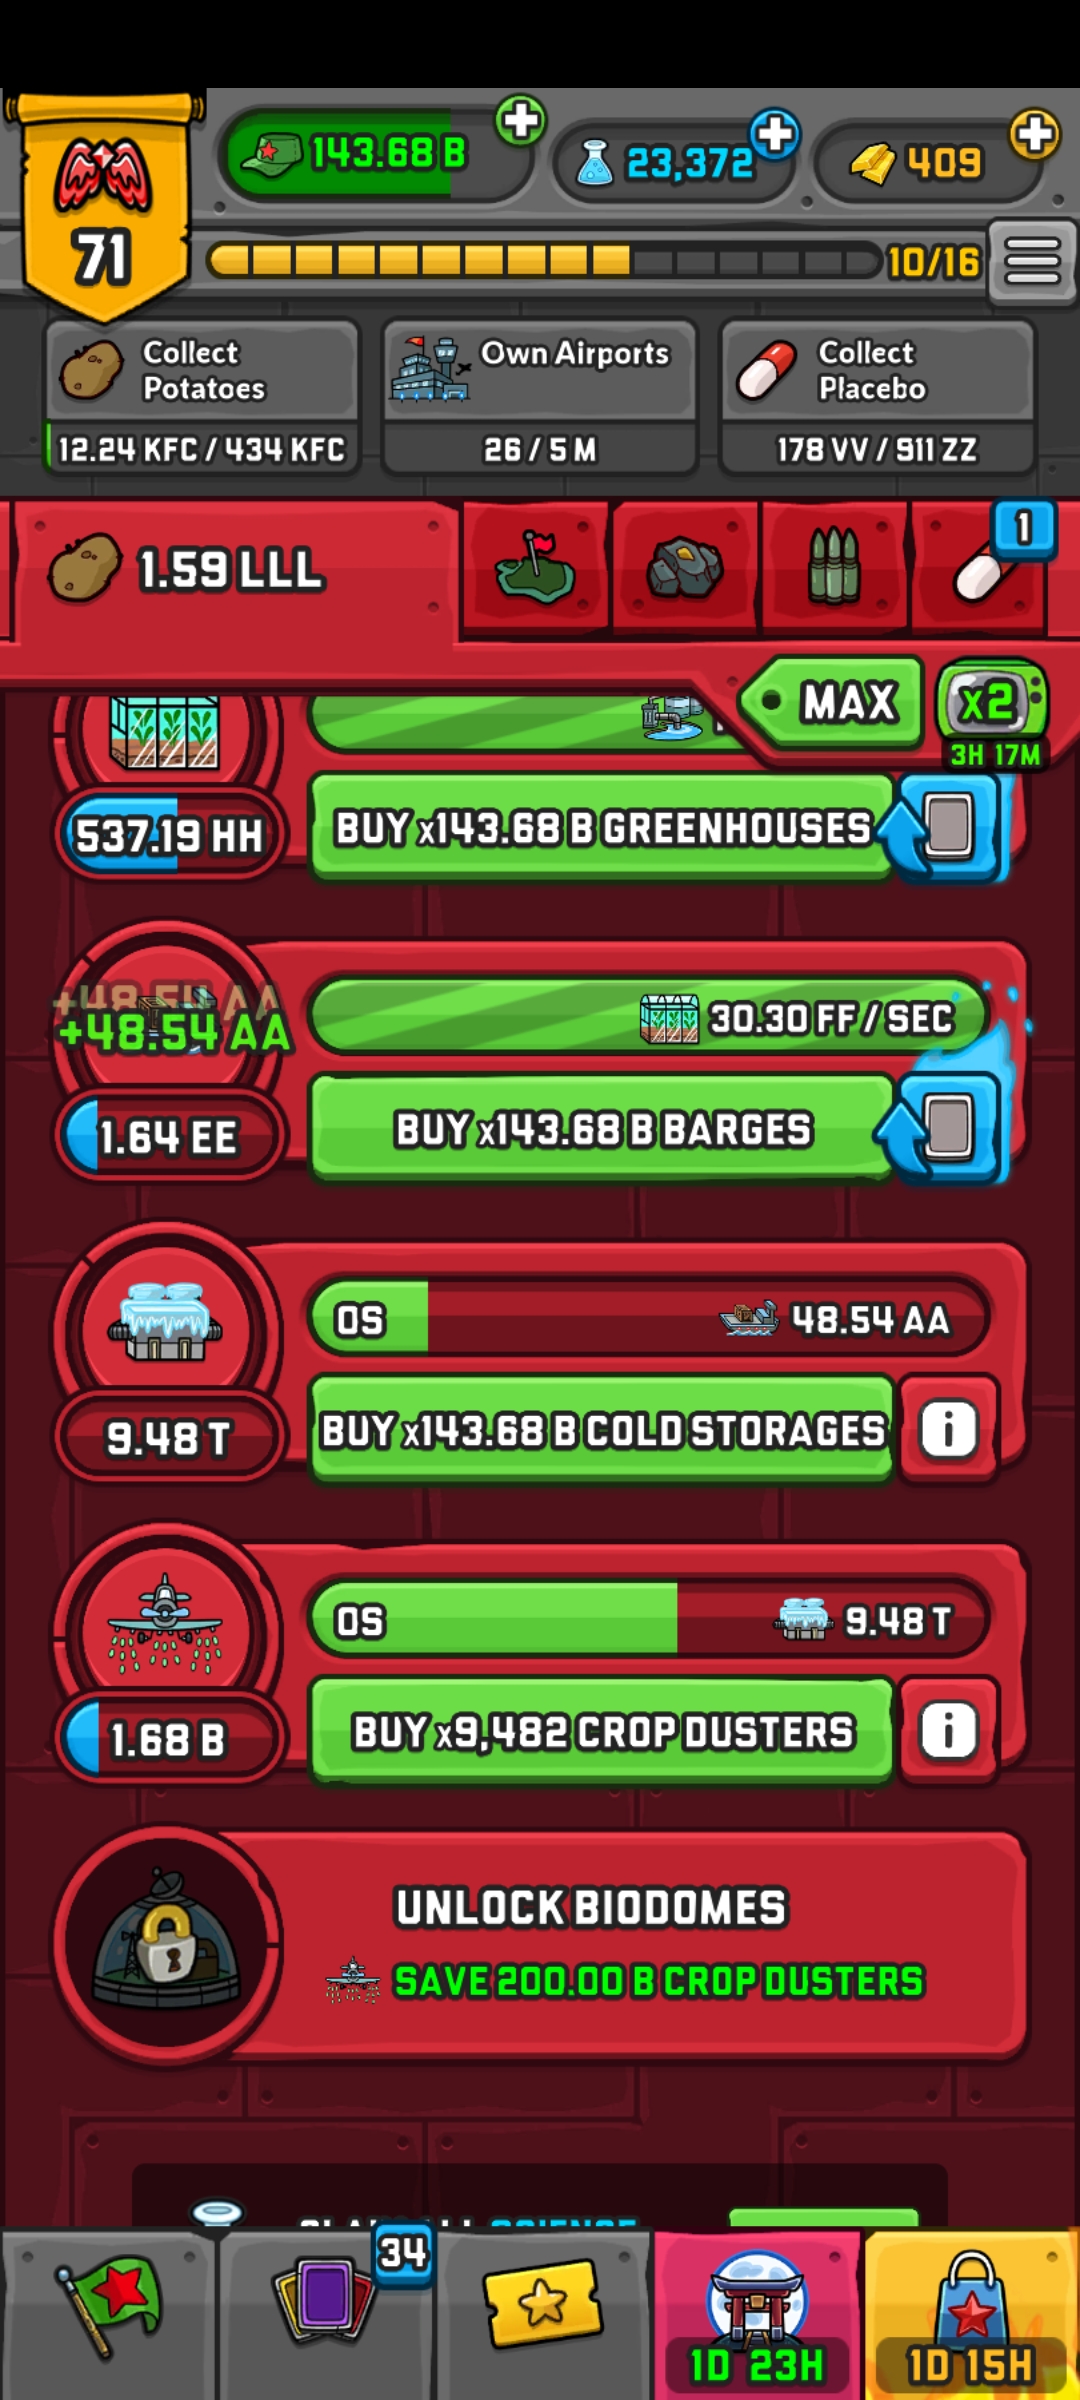 143.68 B
23,372
409
71
10/16
Collect
Potatoes
12.24 KFC / 434 KFC
Own Airports
26 / 5 M
Collect
Placebo
178 VV / 911 ZZ
1.59 LLL
1
MAX
x2
3H 17M
537.19 HH
BUY x143.68 B GREENHOUSES
+48.54 AA
+48.54 AA
30.30 FF / SEC
1.64 EE
BUY x143.68 B BARGES
0S
48.54 AA
9.48 T
BUY x143.68 B COLD STORAGES
i
0S
9.48 T
1.68 B
BUY x9,482 CROP DUSTERS
i
UNLOCK BIODOMES
SAVE 200.00 B CROP DUSTERS
34
1D 23H
1D 15H